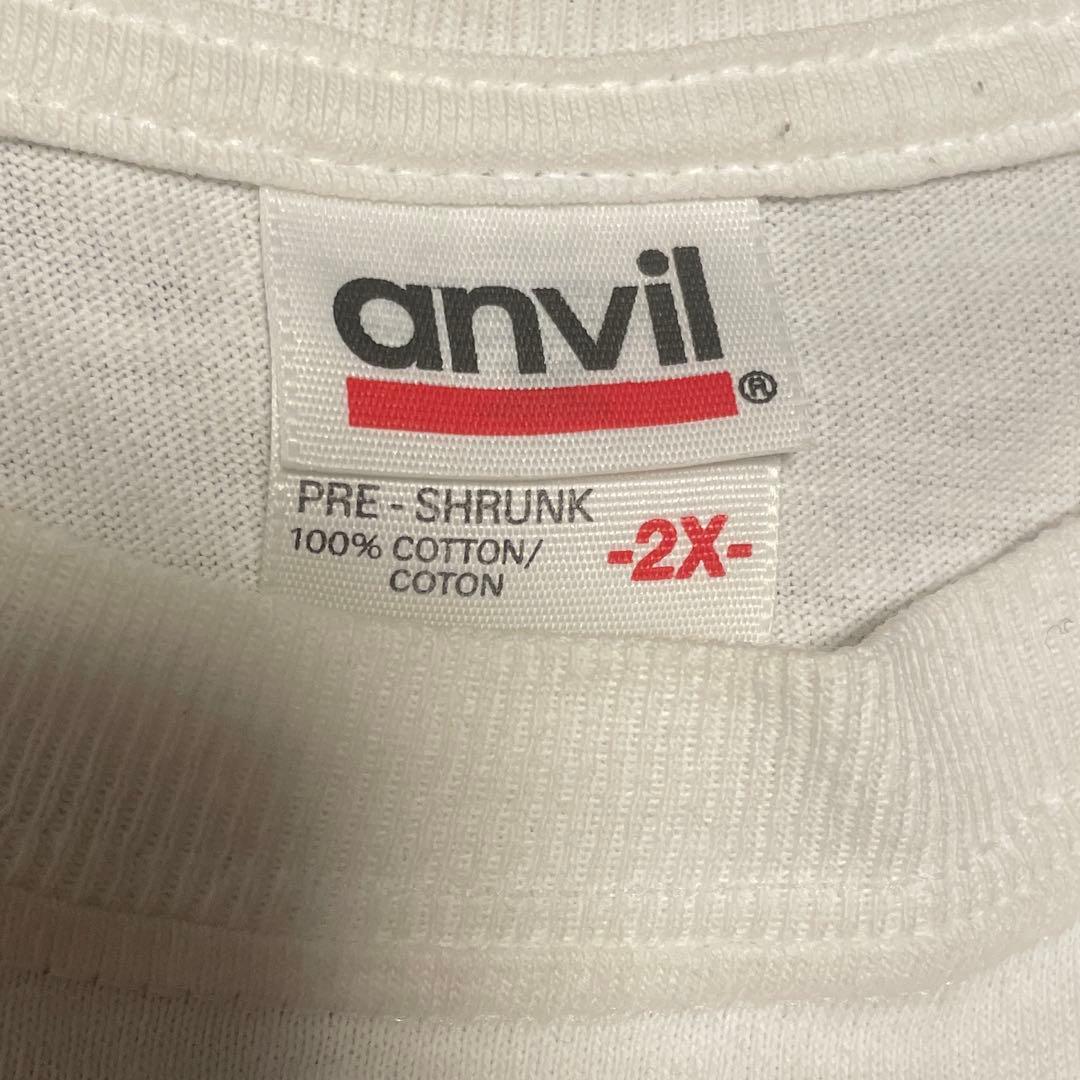 anvil®
PRE - SHRUNK
100% COTTON/
COTON
-2X-